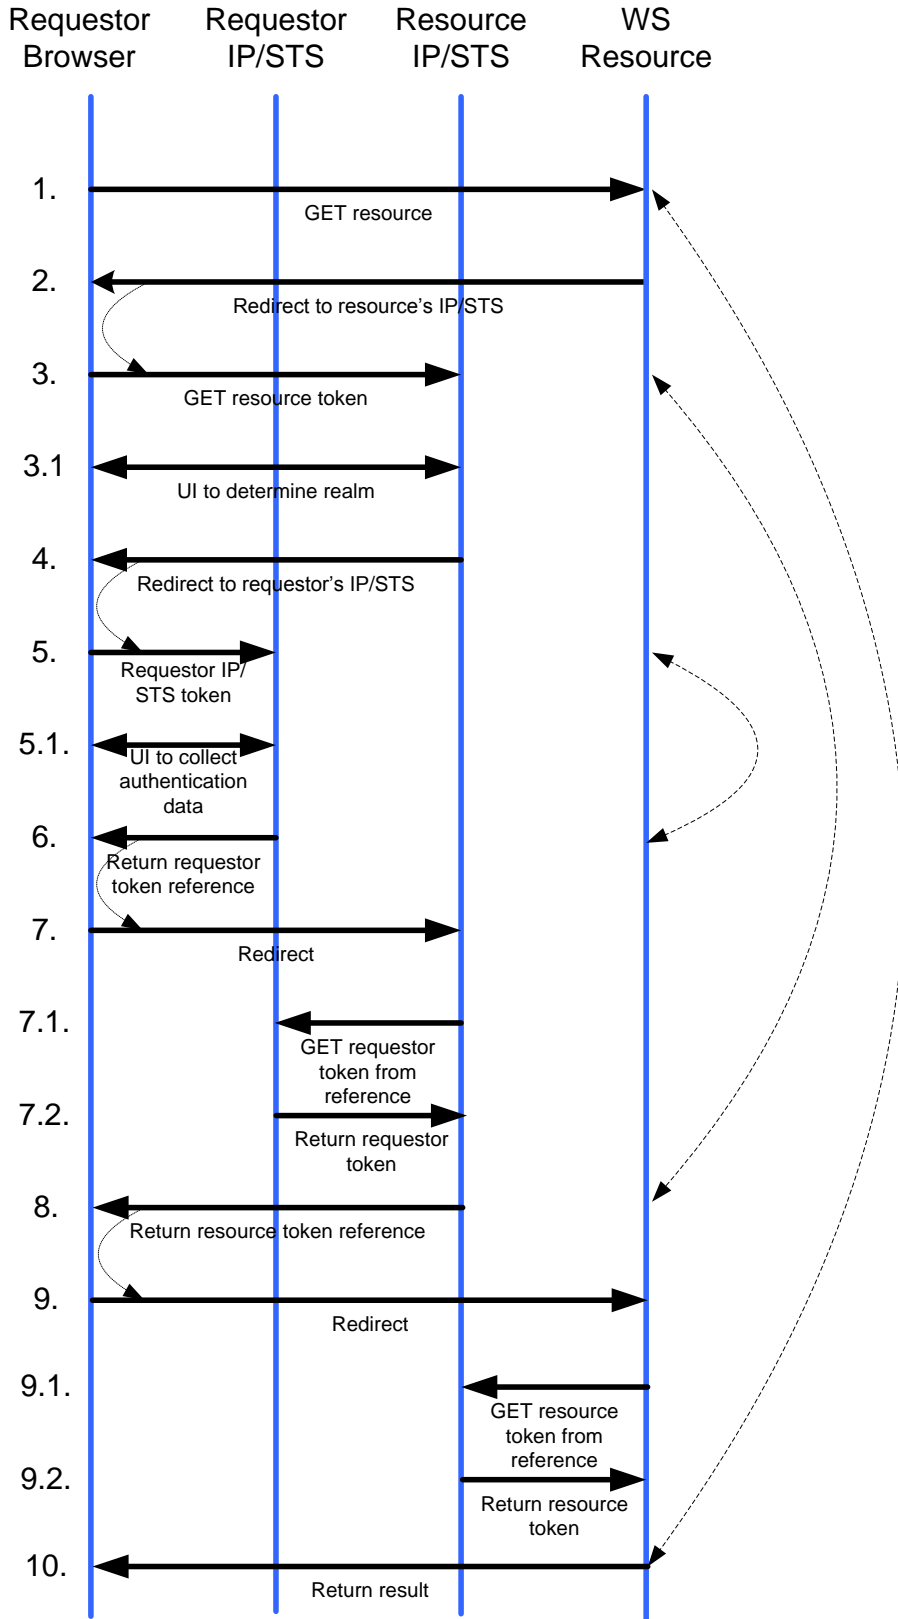 Requestor
Browser
Requestor
IP/STS
Resource
IP/STS
WS
Resource
1.
GET resource
2.
Redirect to resource’s IP/STS
3.
GET resource token
3.1
UI to determine realm
4.
Redirect to requestor’s IP/STS
5.
Requestor IP/
STS token
5.1.
UI to collect
authentication
data
6.
Return requestor
token reference
7.
Redirect
7.1.
GET requestor
token from
reference
7.2.
Return requestor
token
8.
Return resource token reference
9.
Redirect
9.1.
GET resource
token from
reference
9.2.
Return resource
token
10.
Return result